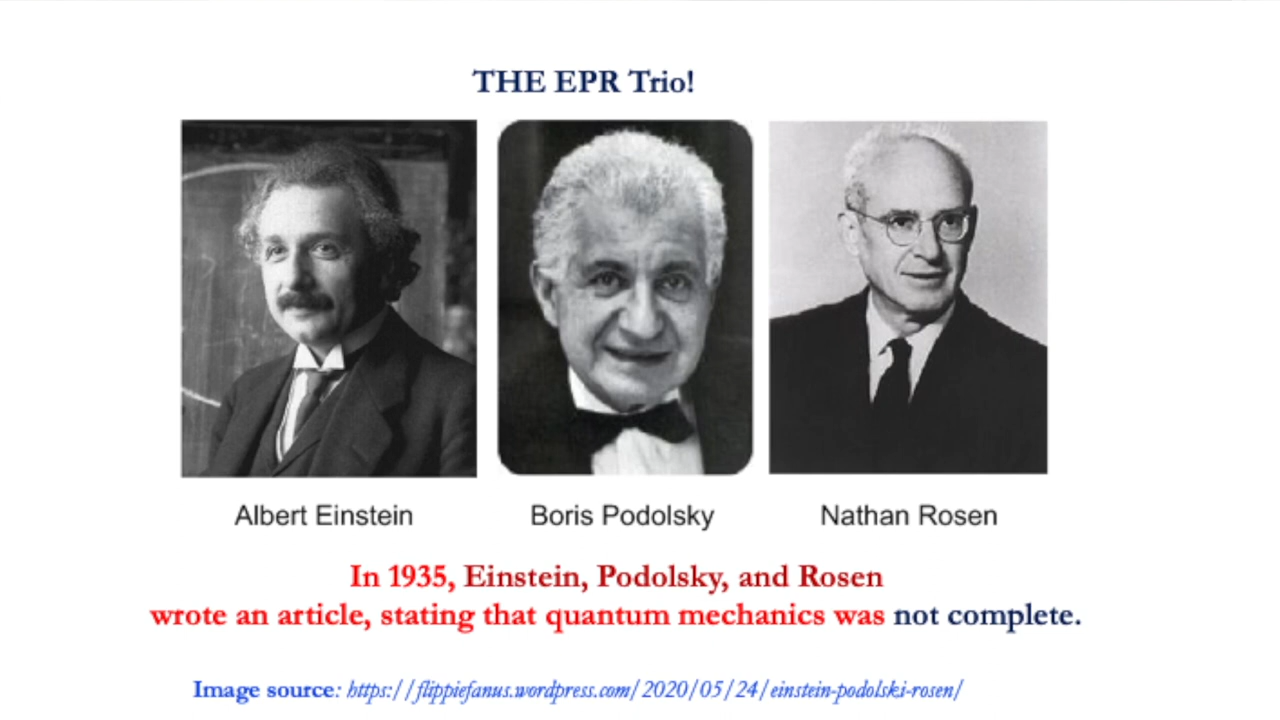 THE EPR Trio!
Albert Einstein
Boris Podolsky
Nathan Rosen
In 1935, Einstein, Podolsky, and Rosen
wrote an article, stating that quantum mechanics was not complete.
Image source: https://flippiefanus.wordpress.com/2020/05/24/einstein-podolski-rosen/